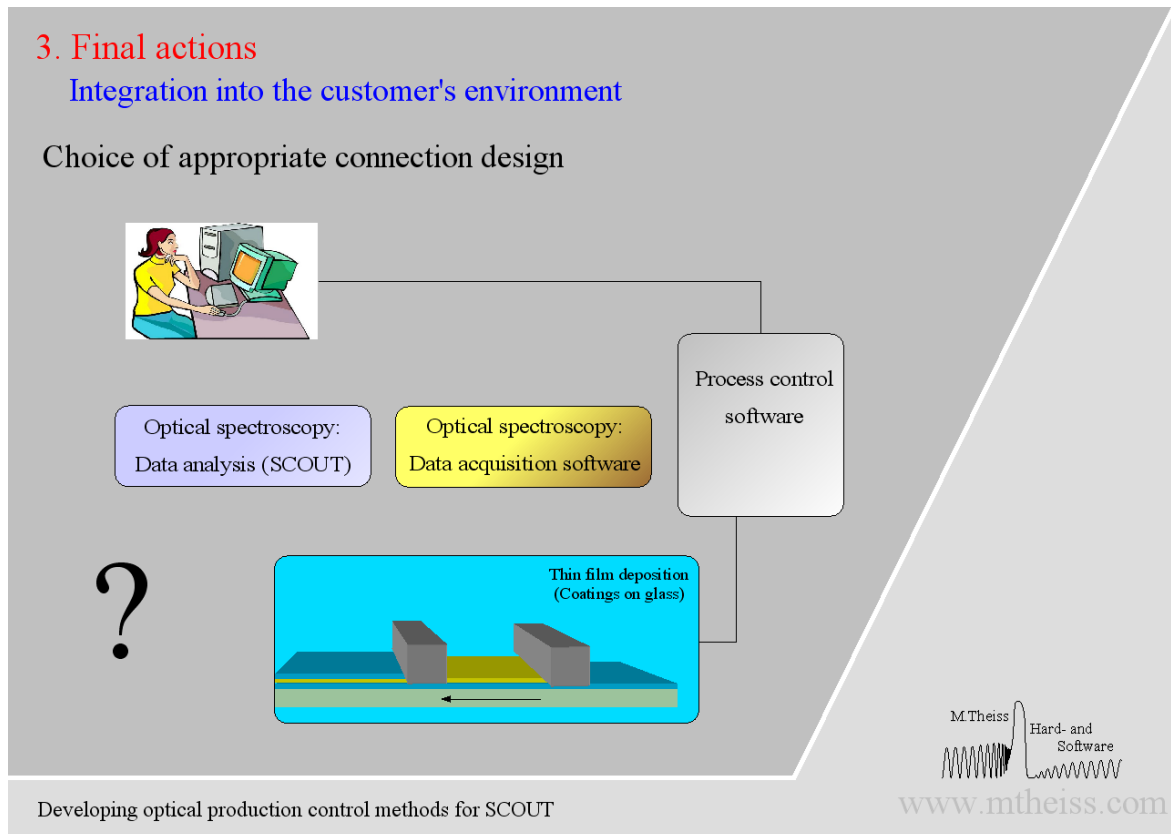 3. Final actions
Integration into the customer's environment
Choice of appropriate connection design
Process control
software
Optical spectroscopy:
Data analysis (SCOUT)
Optical spectroscopy:
Data acquisition software
?
Thin film deposition
(Coatings on glass)
M.Theiss
Hard- and
Software
www.mtheiss.com
Developing optical production control methods for SCOUT